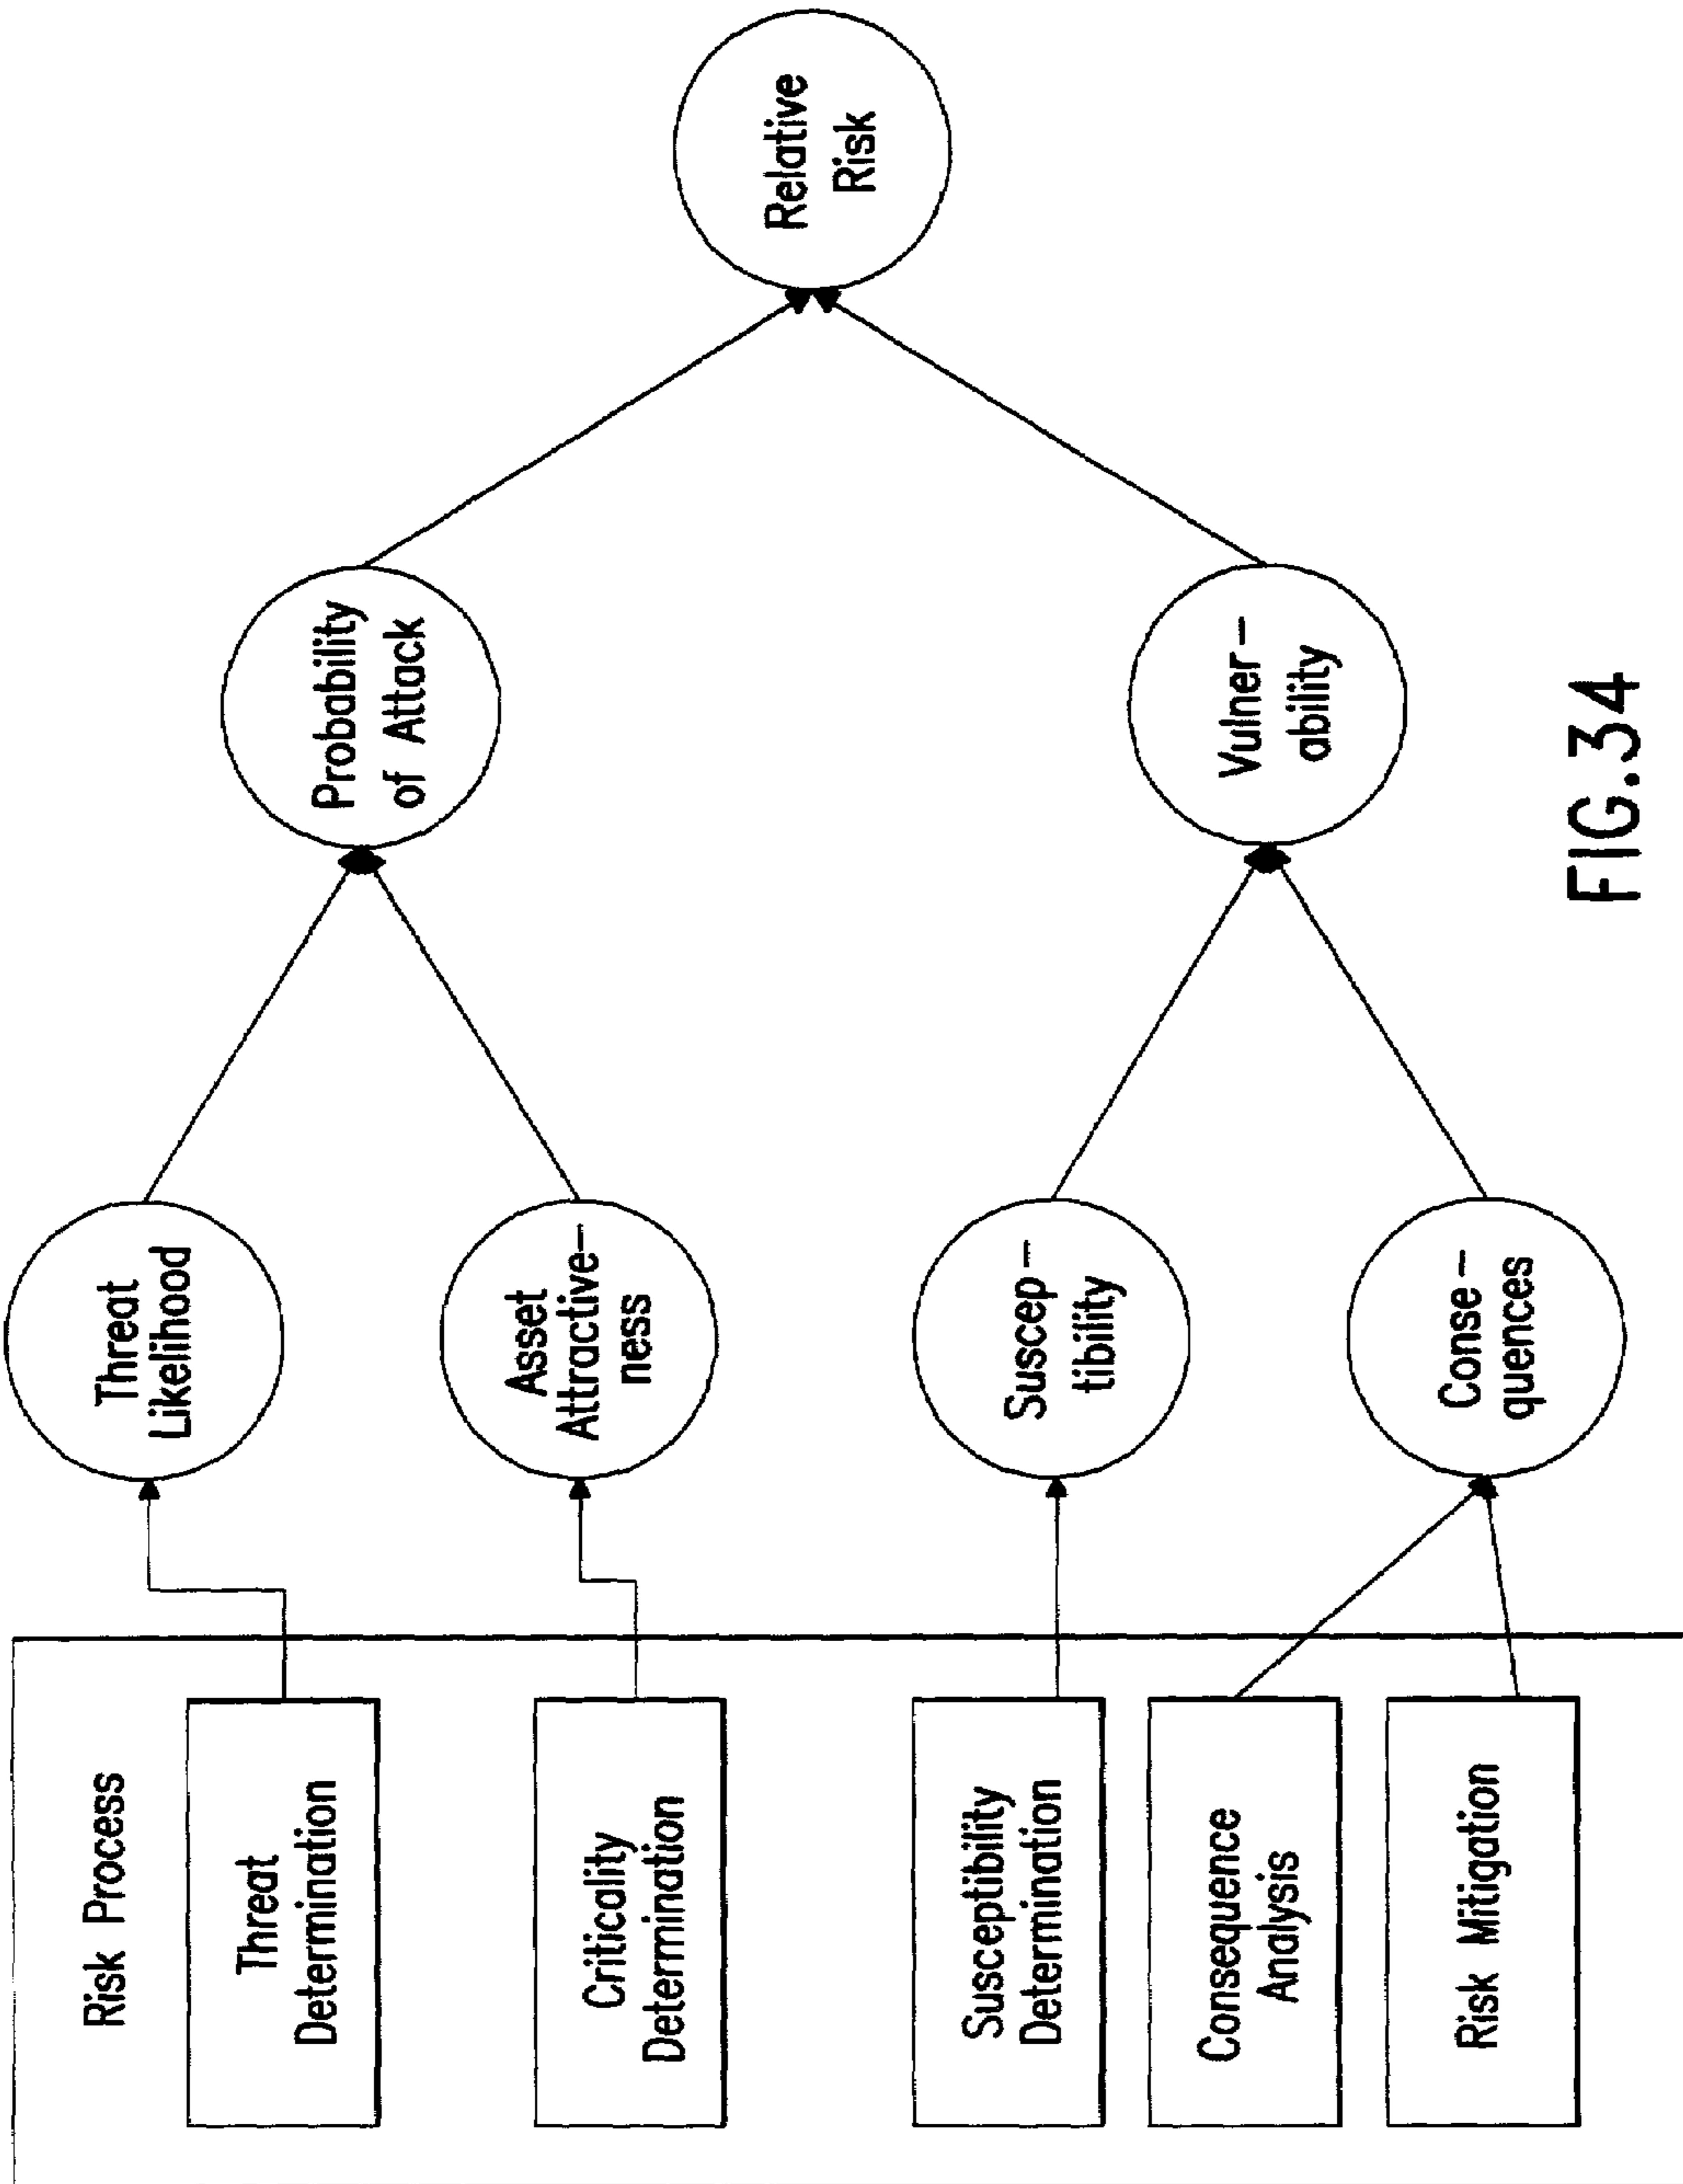 Risk Process
Threat
Determination
Criticality
Determination
Susceptibility
Determination
Consequence
Analysis
Risk Mitigation
Threat
Likelihood
Asset
Attractive-
ness
Suscep-
tibility
Conse-
quences
Probability
of Attack
Vulner-
ability
Relative
Risk
FIG.34